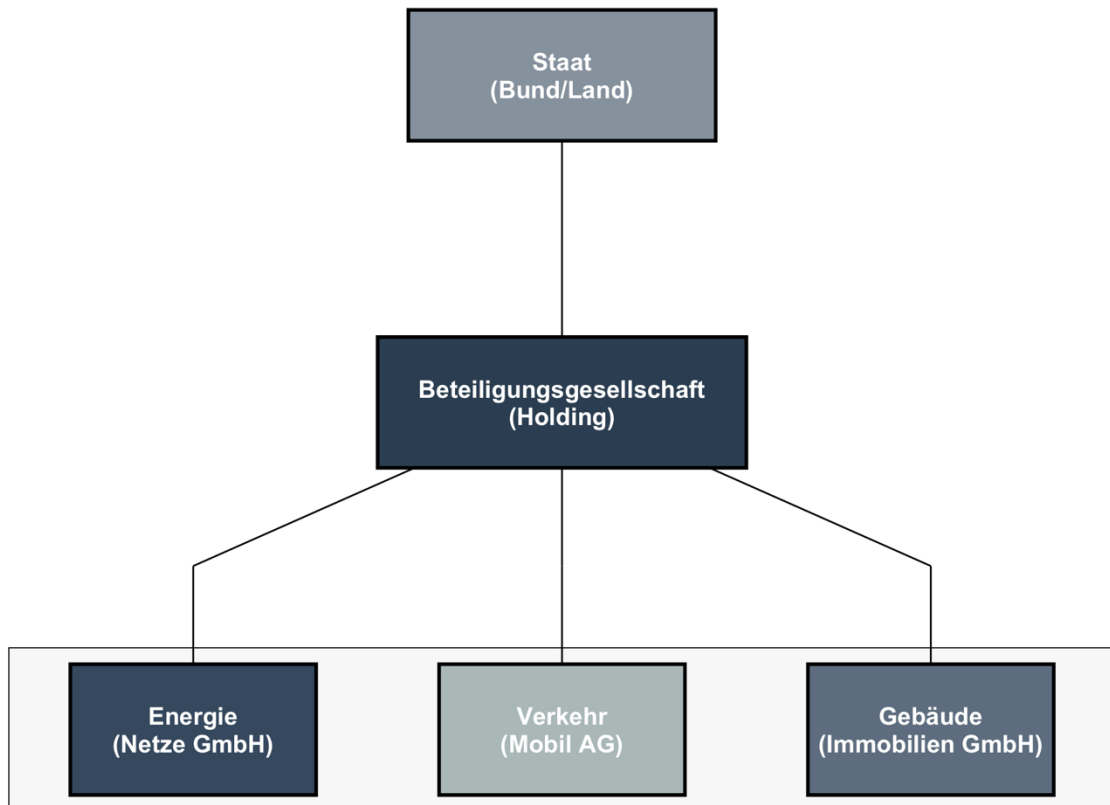 Staat
(Bund/Land)
Beteiligungsgesellschaft
(Holding)
Energie
(Netze GmbH)
Verkehr
(Mobil AG)
Gebäude
(Immobilien GmbH)